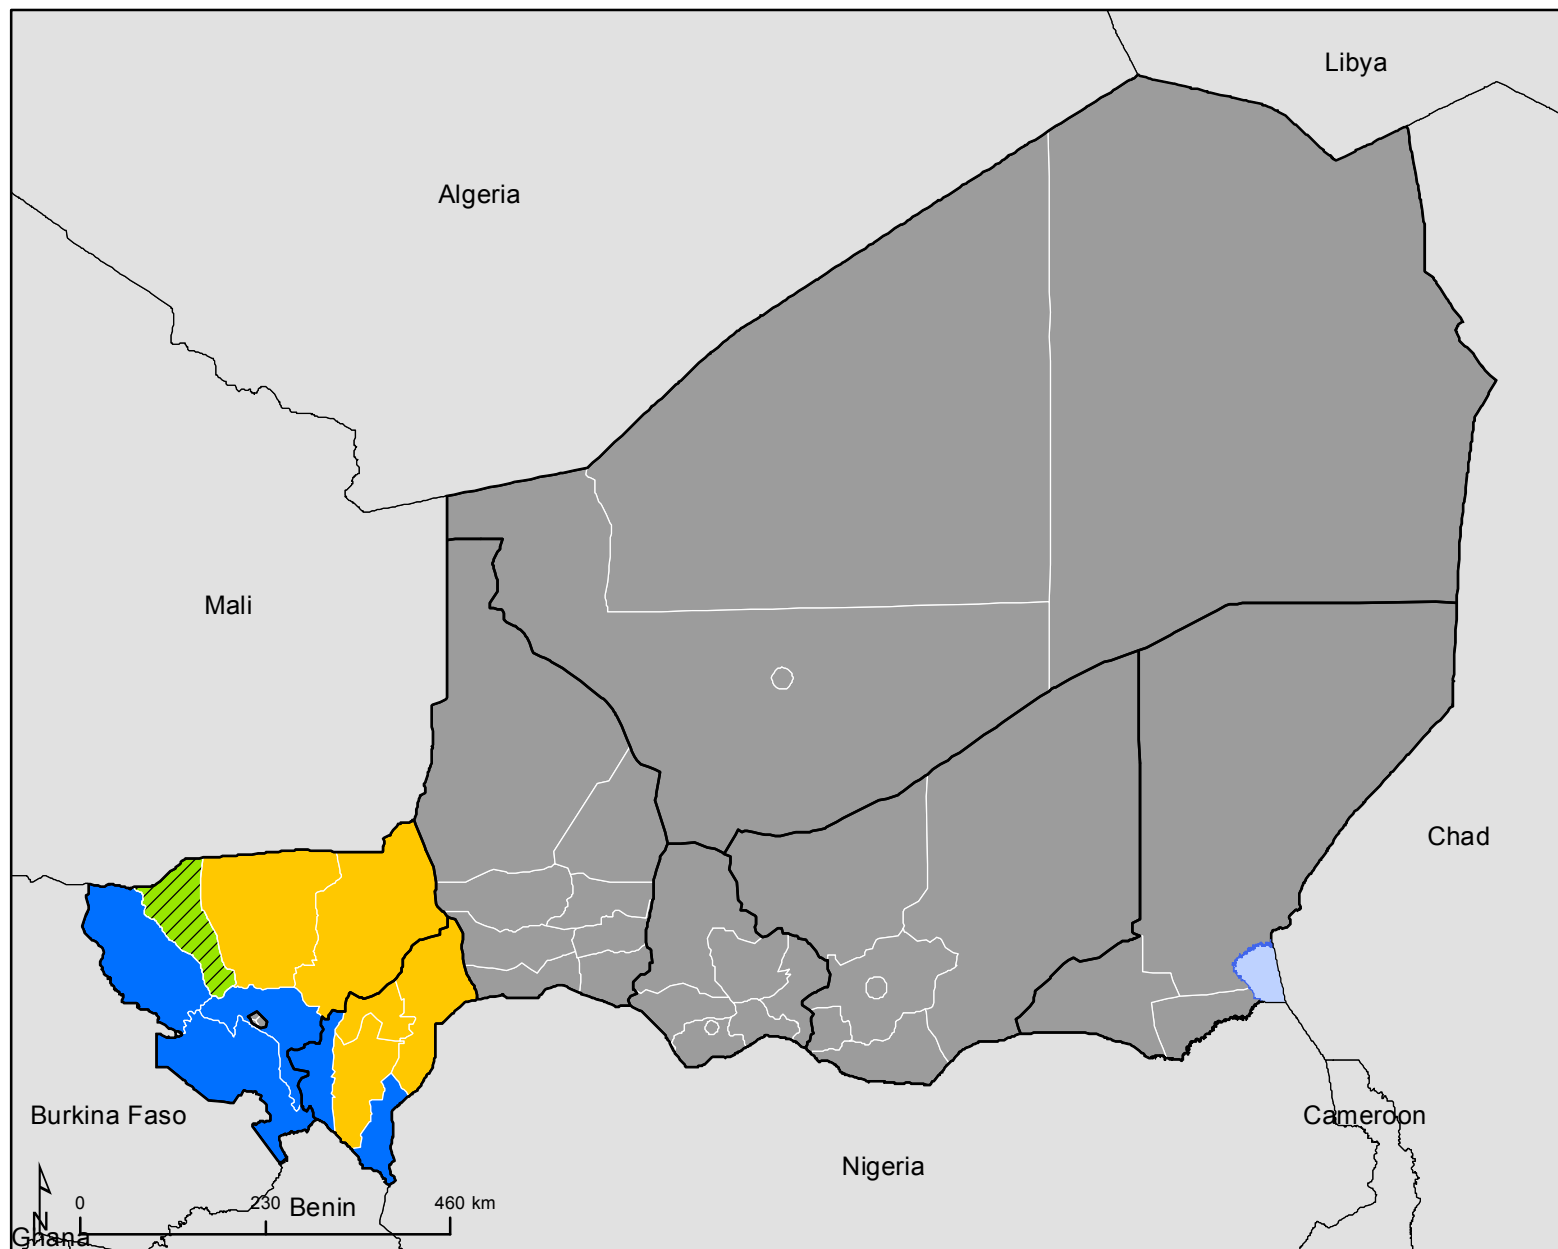 Libya
Algeria
Mali
Chad
Burkina Faso
Cameroon
Nigeria
0
230
460 km
Benin
N
Ghana